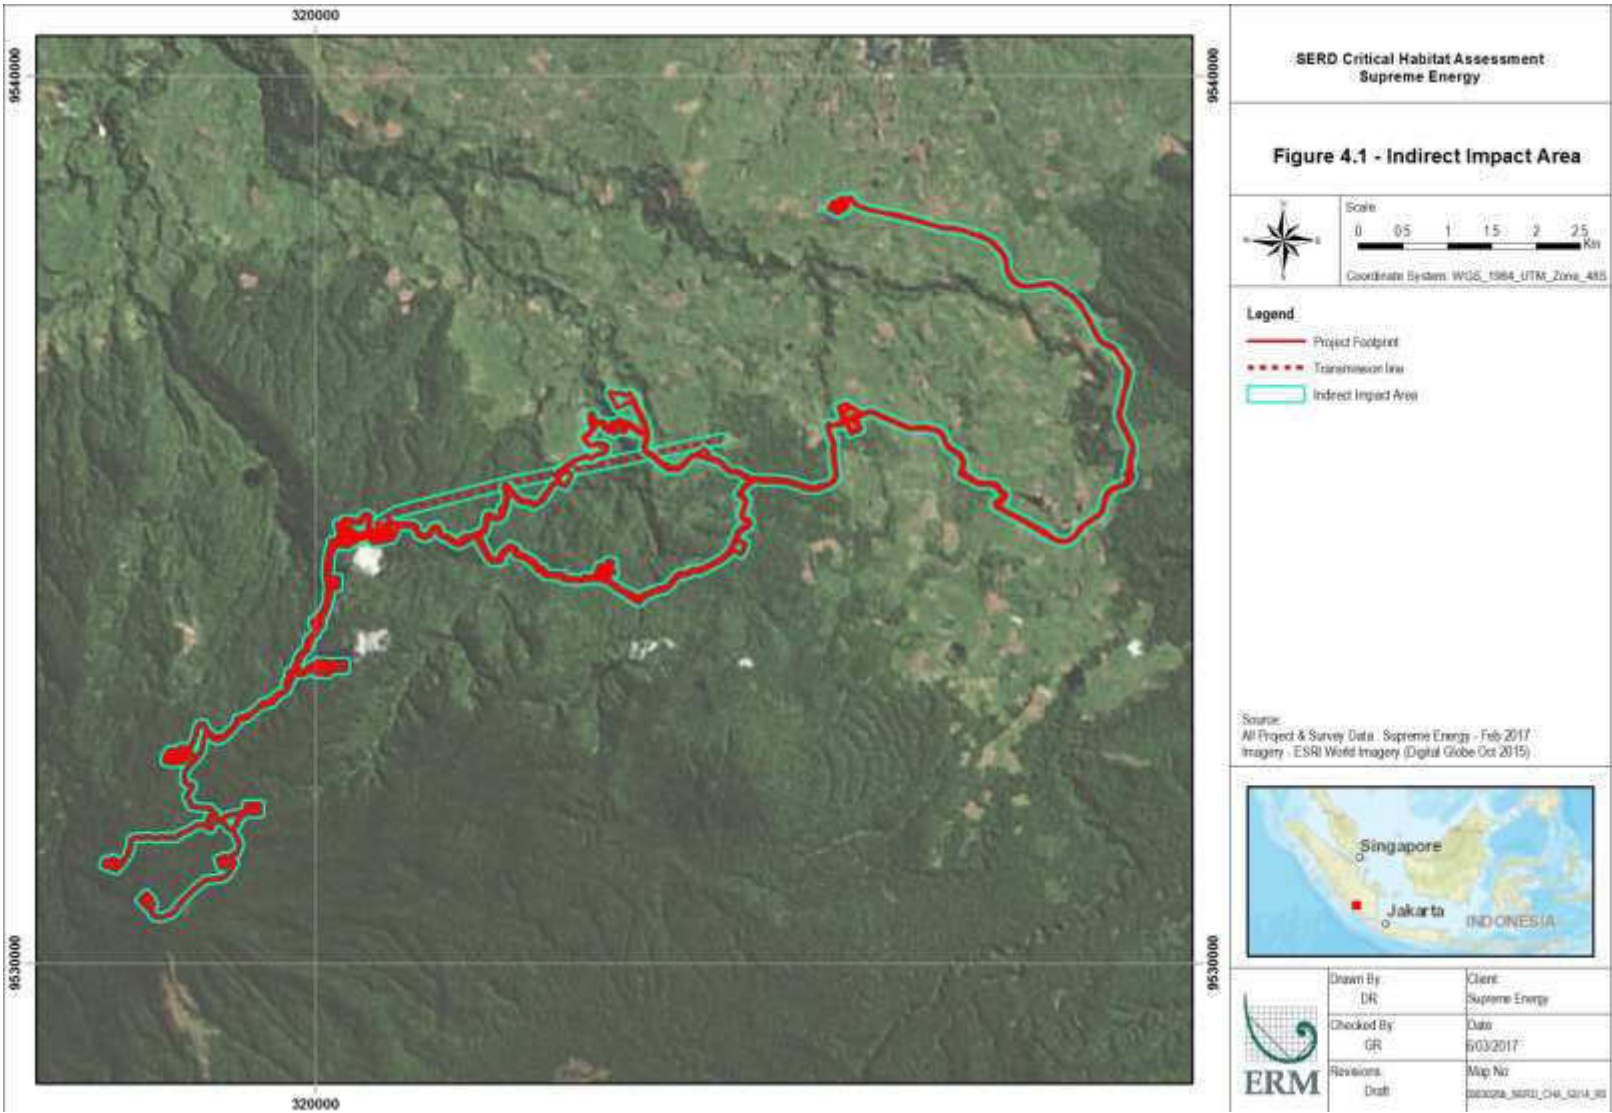 320000
9540000
9540000
9530000
9530000
320000
SERD Critical Habitat Assessment
Supreme Energy
Figure 4.1 - Indirect Impact Area
N
Scale
0 0.5 1 1.5 2 2.5
Km
Coordinate System: WGS_1984_UTM_Zone_48S
Legend
Project Footprint
Transmission line
Indirect Impact Area
Source:
All Project & Survey Data : Supreme Energy - Feb 2017
Imagery - ESRI World Imagery (Digital Globe Oct 2015)
Singapore
Jakarta
INDONESIA
ERM
Drawn By
DR
Client
Supreme Energy
Checked By
GR
Date
6/03/2017
Revisions
Draft
Map No